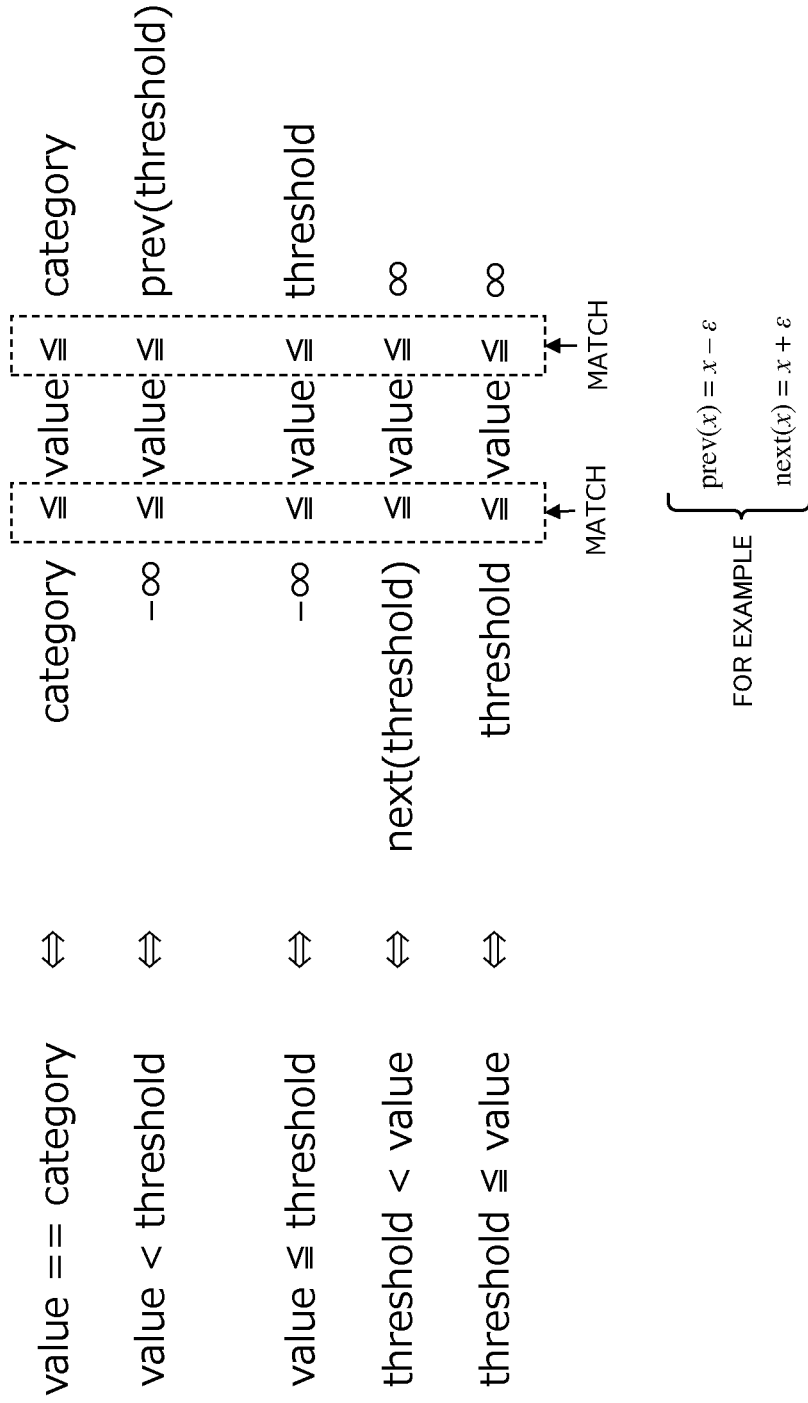 value == category ⇔ category ≦ value ≦ category
value < threshold ⇔ −∞ ≦ value ≦ prev(threshold)
value ≦ threshold ⇔ −∞ ≦ value ≦ threshold
threshold < value ⇔ next(threshold) ≦ value ≦ ∞
threshold ≦ value ⇔ threshold ≦ value ≦ ∞
MATCH MATCH
FOR EXAMPLE
prev(x) = x − ε
next(x) = x + ε